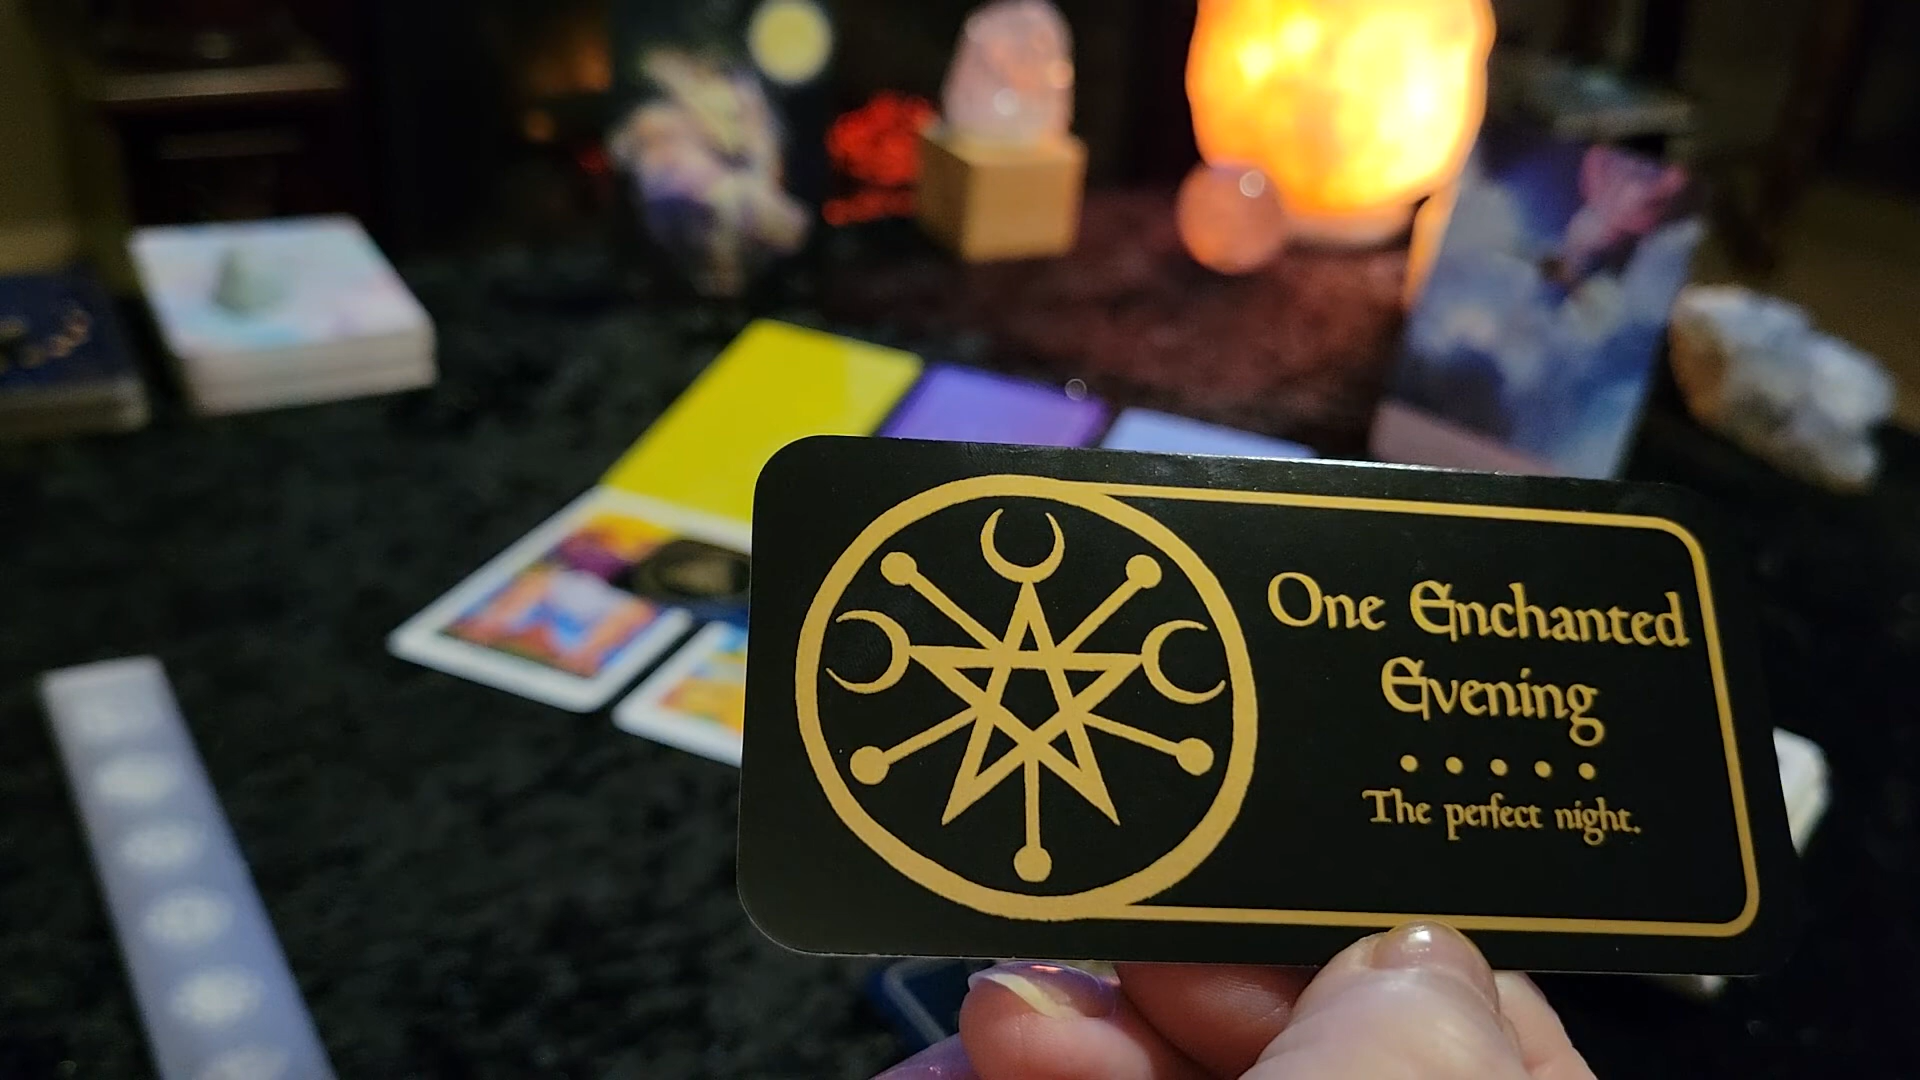 One Enchanted
Evening
• • • • •
The perfect night.